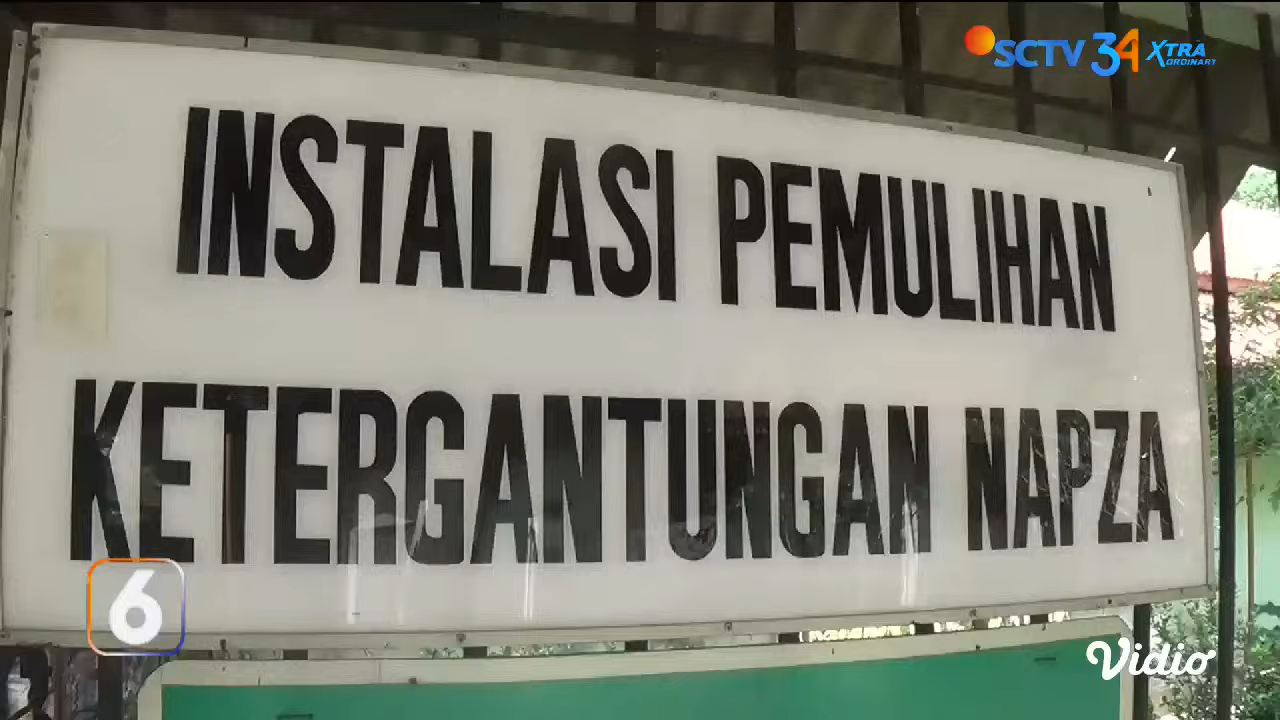 SCTV 34 XTRA
ORDINARY
INSTALASI PEMULIHAN
KETERGANTUNGAN NAPZA
6
Vidio